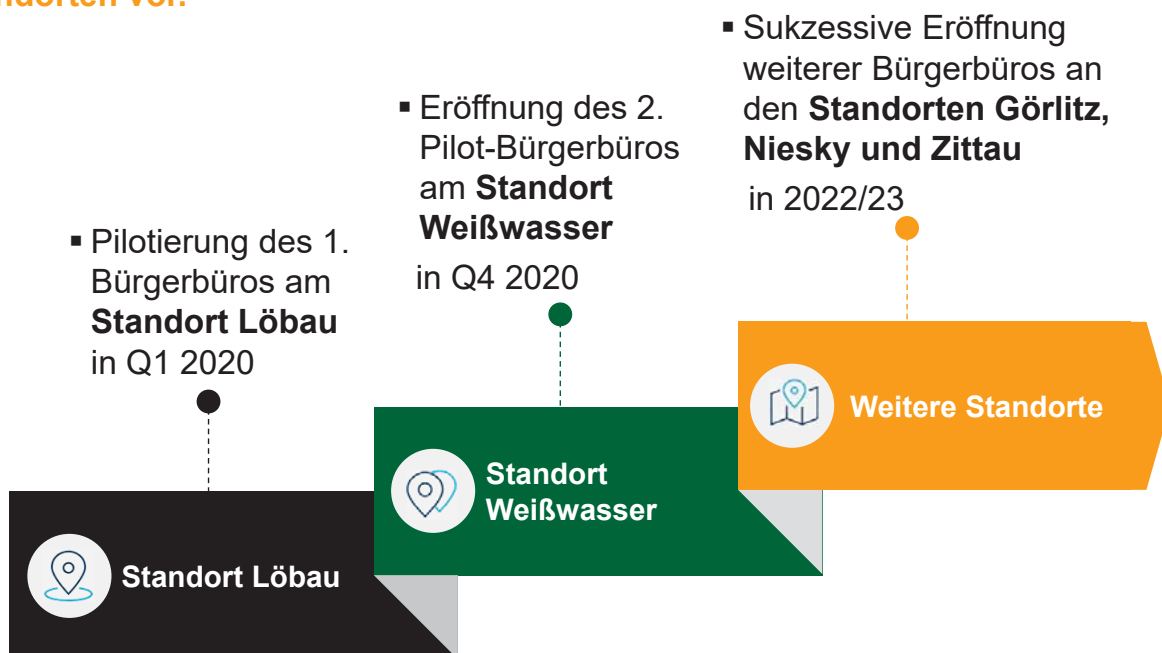 ▪ Sukzessive Eröffnung
weiterer Bürgerbüros an
den Standorten Görlitz,
Niesky und Zittau
in 2022/23
▪ Eröffnung des 2.
Pilot-Bürgerbüros
am Standort
Weißwasser
in Q4 2020
▪ Pilotierung des 1.
Bürgerbüros am
Standort Löbau
in Q1 2020
Weitere Standorte
Standort
Weißwasser
Standort Löbau